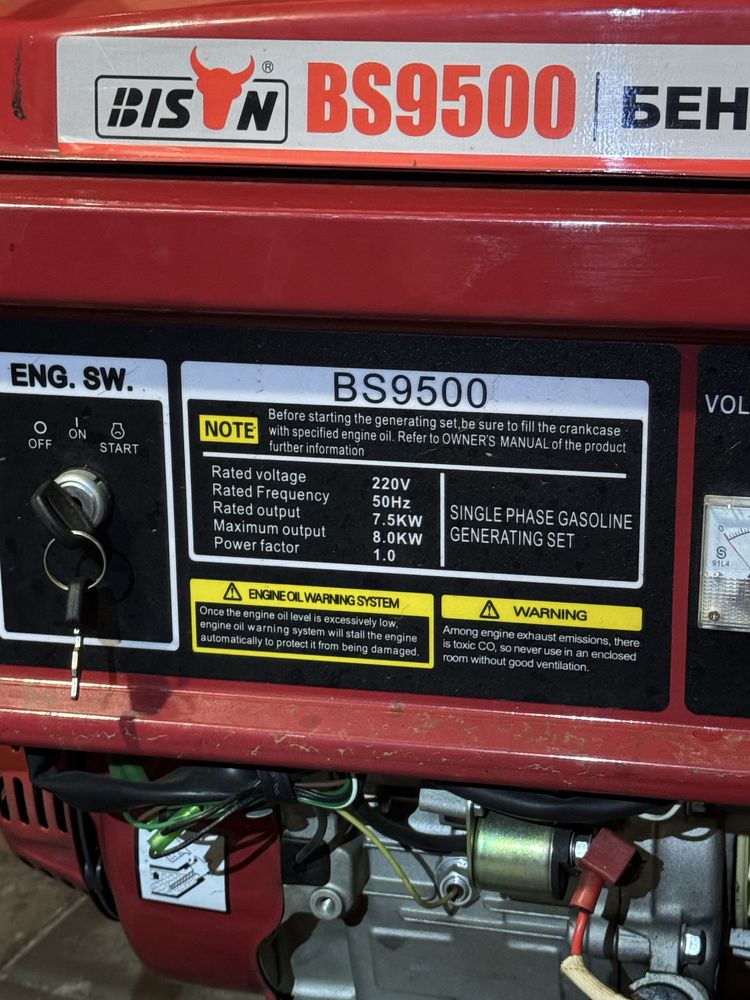 BISON ® BS9500 | БЕН
ENG. SW.
OFF
ON
START
BS9500
NOTE
Before starting the generating set,be sure to fill the crankcase
with specified engine oil. Refer to OWNER'S MANUAL of the product
further information
Rated voltage 220V
Rated Frequency 50Hz
Rated output 7.5KW
Maximum output 8.0KW
Power factor 1.0
SINGLE PHASE GASOLINE
GENERATING SET
ENGINE OIL WARNING SYSTEM
Once the engine oil level is excessively low,
engine oil warning system will stall the engine
automatically to protect it from being damaged.
WARNING
Among engine exhaust emissions, there
is toxic CO, so never use in an enclosed
room without good ventilation.
VOL
0
S
91L4